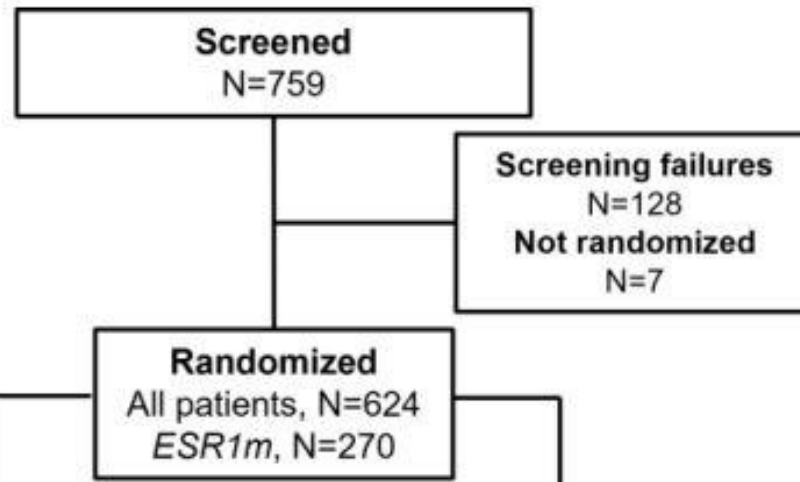 Screened
N=759
Screening failures
N=128
Not randomized
N=7
Randomized
All patients, N=624
ESR1m, N=270